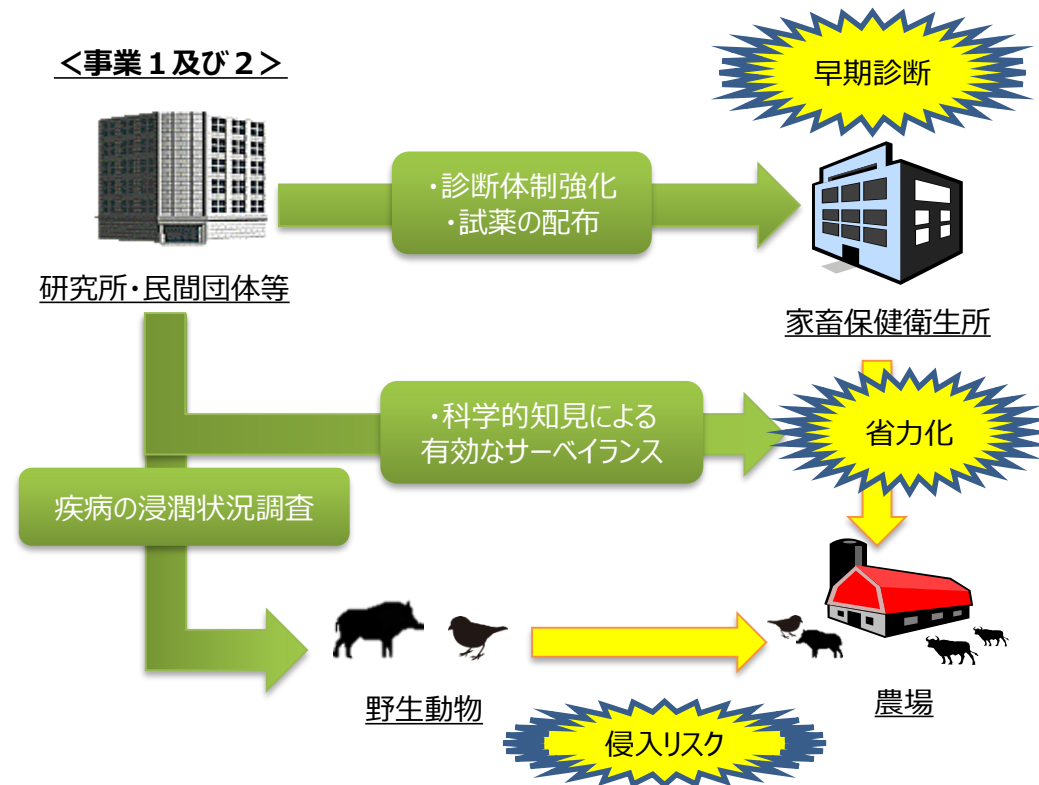 ＜事業１及び２＞
早期診断
・診断体制強化
・試薬の配布
研究所・民間団体等
家畜保健衛生所
・科学的知見による
有効なサーベイランス
省力化
疾病の浸潤状況調査
野生動物
農場
侵入リスク